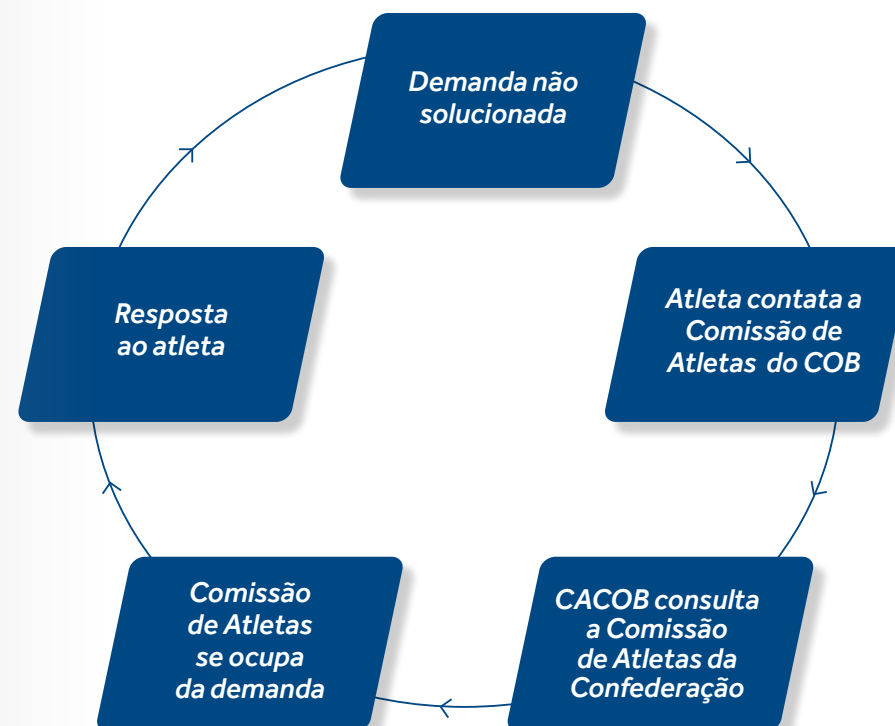 Demanda não
solucionada
Atleta contata a
Comissão de
Atletas do COB
CACOB consulta
a Comissão
de Atletas da
Confederação
Comissão
de Atletas
se ocupa
da demanda
Resposta
ao atleta